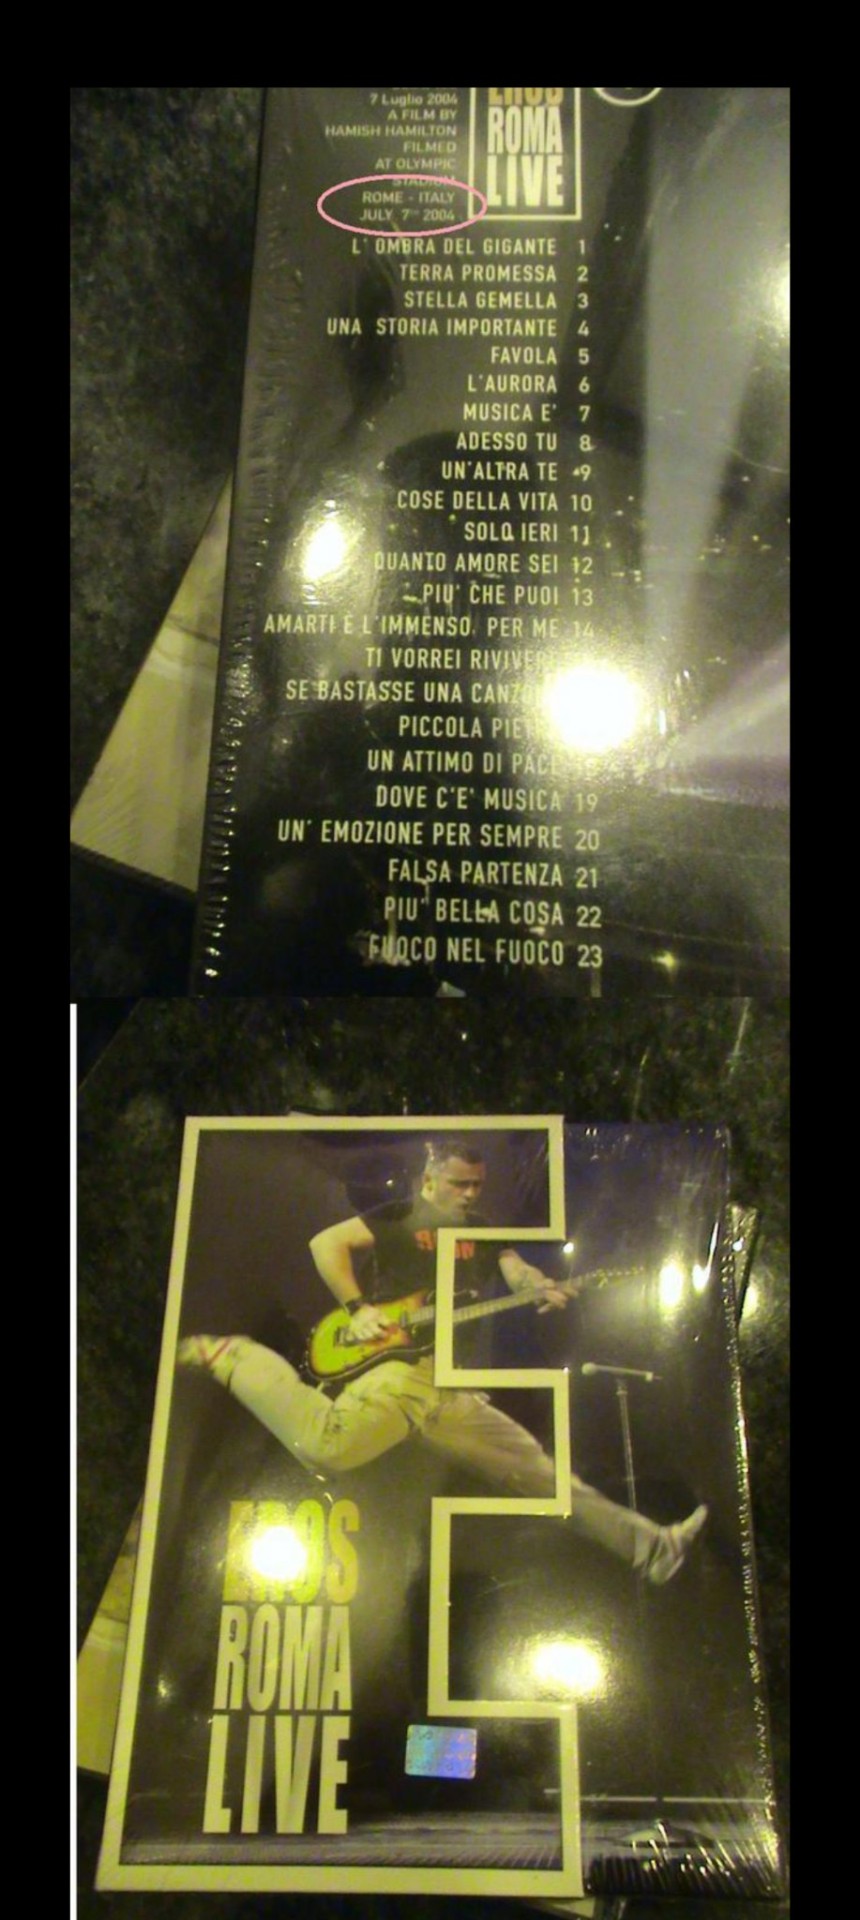 7 Luglio 2004
A FILM BY
HAMISH HAMILTON
FILMED
AT OLYMPIC
STADIUM
ROME - ITALY
JULY 7TH 2004
EROS
ROMA
LIVE
L' OMBRA DEL GIGANTE 1
TERRA PROMESSA 2
STELLA GEMELLA 3
UNA STORIA IMPORTANTE 4
FAVOLA 5
L'AURORA 6
MUSICA E' 7
ADESSO TU 8
UN'ALTRA TE 9
COSE DELLA VITA 10
SOLO IERI 11
QUANTO AMORE SEI 12
PIU' CHE PUOI 13
AMARTI È L'IMMENSO PER ME 14
TI VORREI
SE BASTASSE UNA
PICCOLA
UN ATTIMO DI PACE
DOVE C'E' MUSICA 19
UN' EMOZIONE PER SEMPRE 20
FALSA PARTENZA 21
PIU' BELLA COSA 22
FUOCO NEL FUOCO 23
EROS
ROMA
LIVE